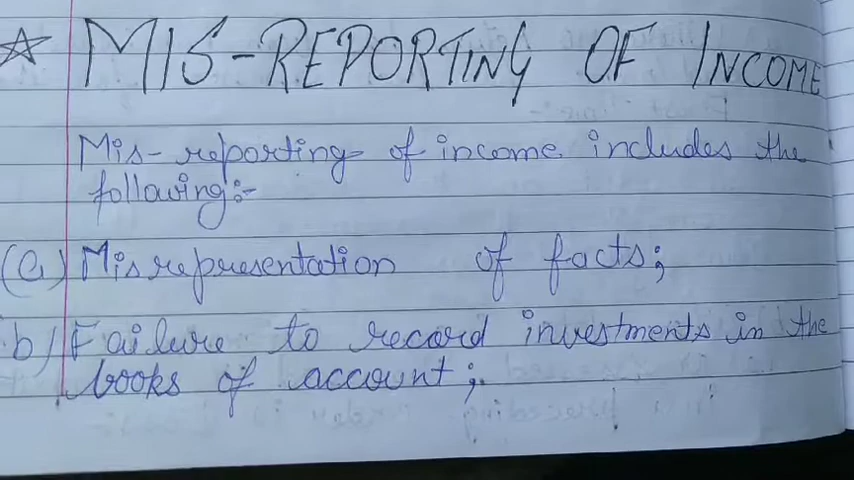 ☆ MIS-REPORTING OF INCOME
Mis-reporting of income includes the
following:-
(a) Misrepresentation of facts;
b) Failure to record investments in the
books of account;